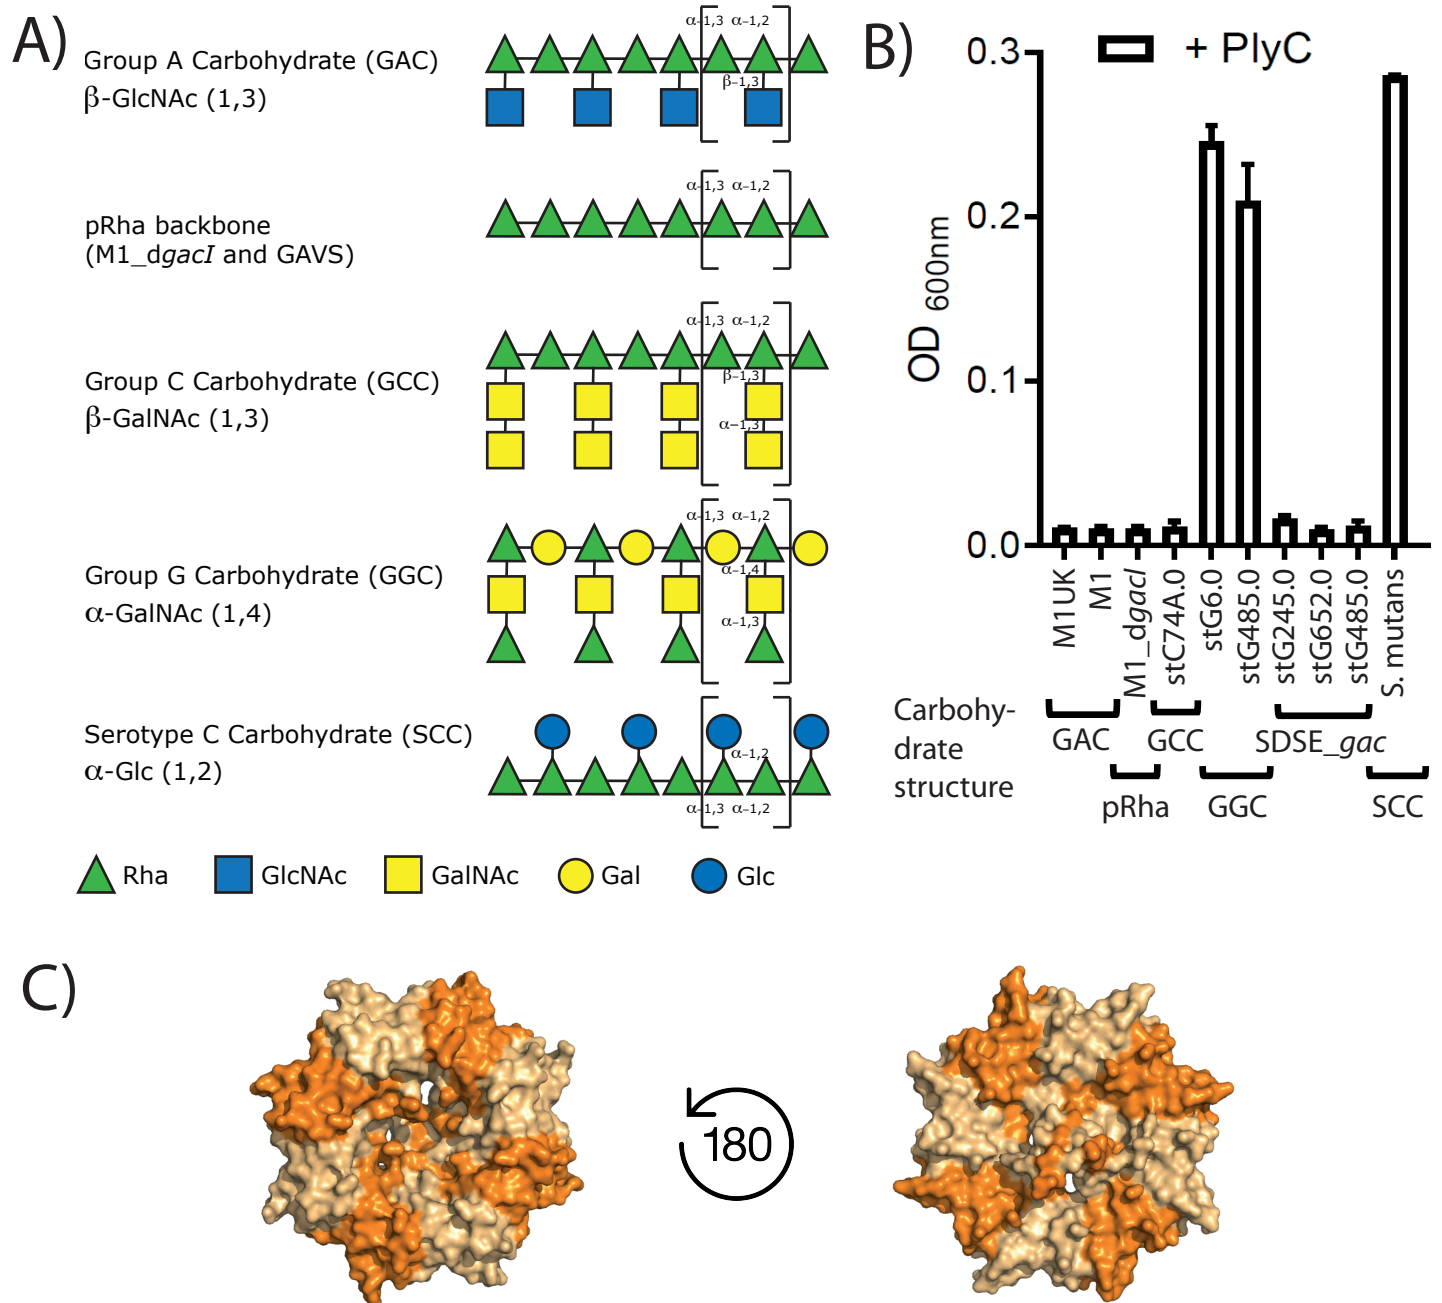 A)
Group A Carbohydrate (GAC)
β-GlcNAc (1,3)
α-1,3 α-1,2
β-1,3
pRha backbone
(M1_dgacI and GAVS)
α-1,3 α-1,2
Group C Carbohydrate (GCC)
β-GalNAc (1,3)
α-1,3 α-1,2
β-1,3
α-1,3
Group G Carbohydrate (GGC)
α-GalNAc (1,4)
α-1,3 α-1,2
α-1,4
α-1,3
Serotype C Carbohydrate (SCC)
α-Glc (1,2)
α-1,2
α-1,3 α-1,2
Rha GlcNAc GalNAc Gal Glc
B)
+ PlyC
OD 600nm
0.3
0.2
0.1
0.0
M1UK
M1
M1_dgacI
stC74A.0
stG6.0
stG485.0
stG245.0
stG652.0
stG485.0
S. mutans
Carbohy-
drate
structure
GAC GCC SDSE_gac
pRha GGC SCC
C)
180